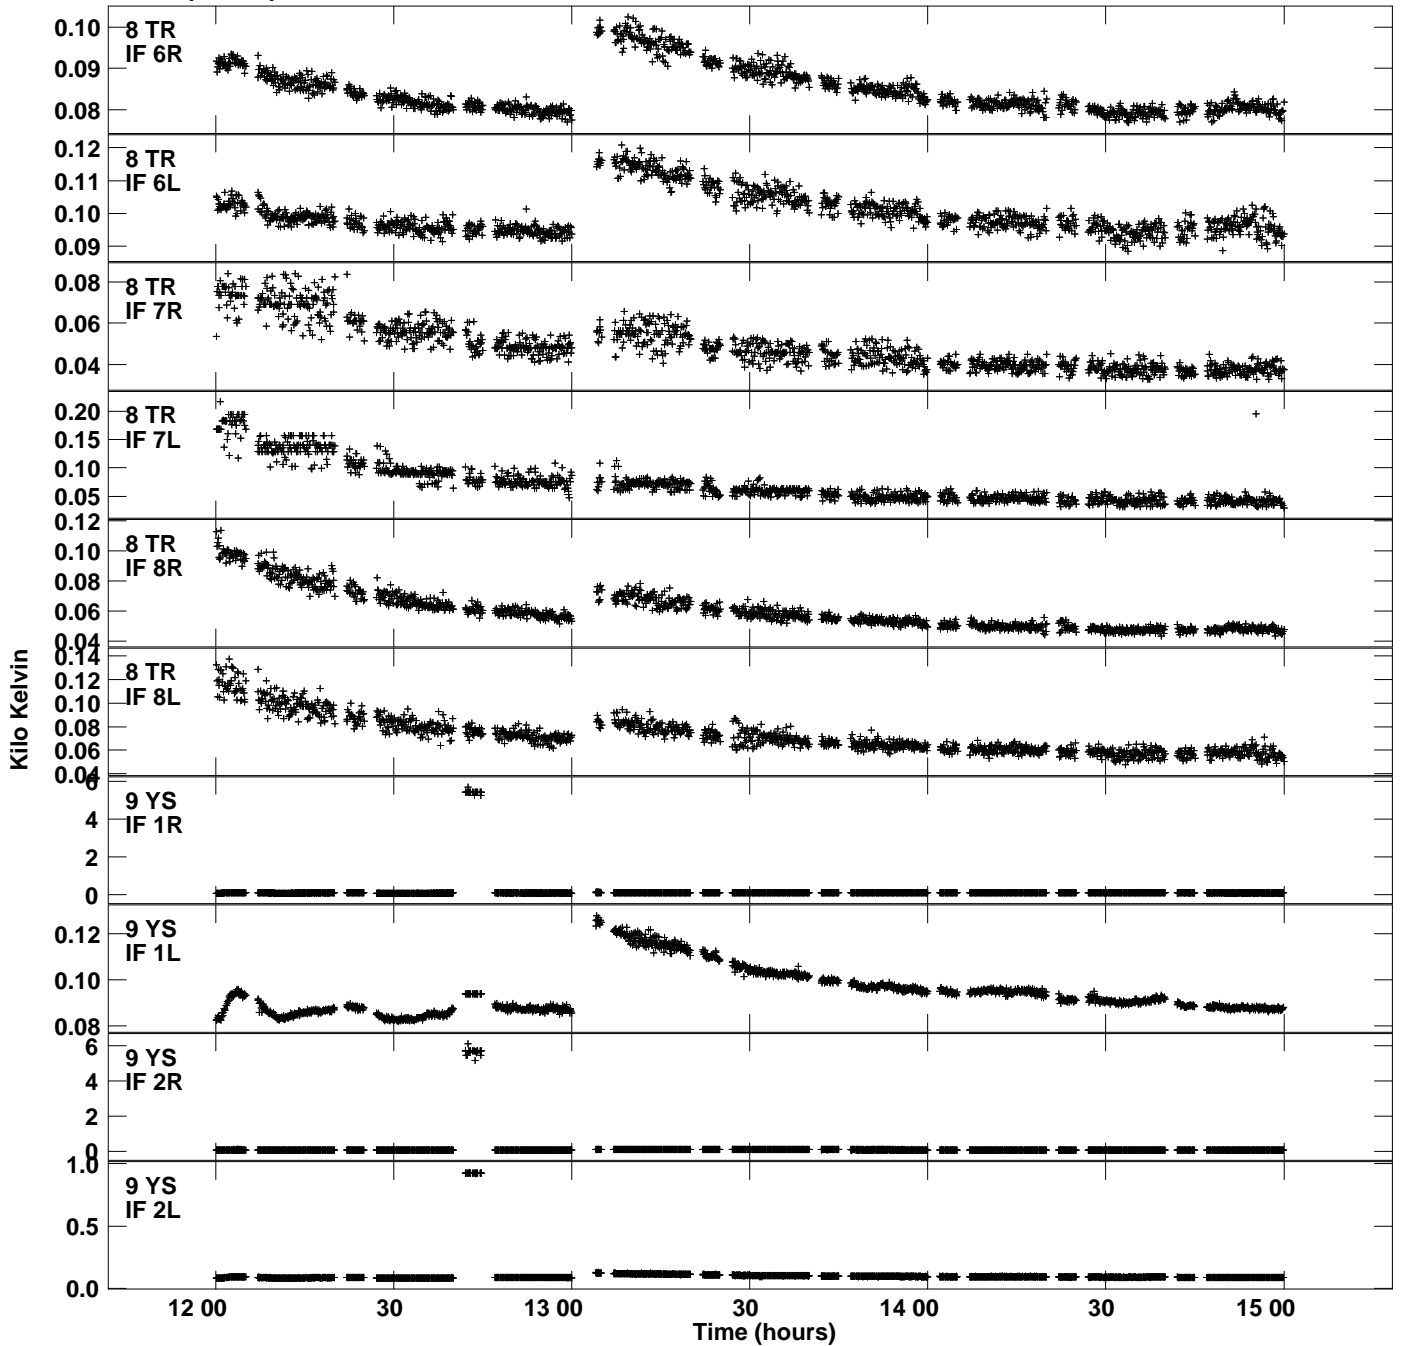 8 TR
IF 6R
0.10
0.09
0.08
8 TR
IF 6L
0.12
0.11
0.10
0.09
8 TR
IF 7R
0.08
0.06
0.04
8 TR
IF 7L
0.20
0.15
0.10
0.05
8 TR
IF 8R
0.12
0.10
0.08
0.06
0.04
8 TR
IF 8L
0.14
0.12
0.10
0.08
0.06
0.04
9 YS
IF 1R
6
4
2
0
9 YS
IF 1L
0.12
0.10
0.08
9 YS
IF 2R
6
4
2
0
9 YS
IF 2L
1.0
0.5
0.0
Kilo Kelvin
12 00 30 13 00 30 14 00 30 15 00
Time (hours)